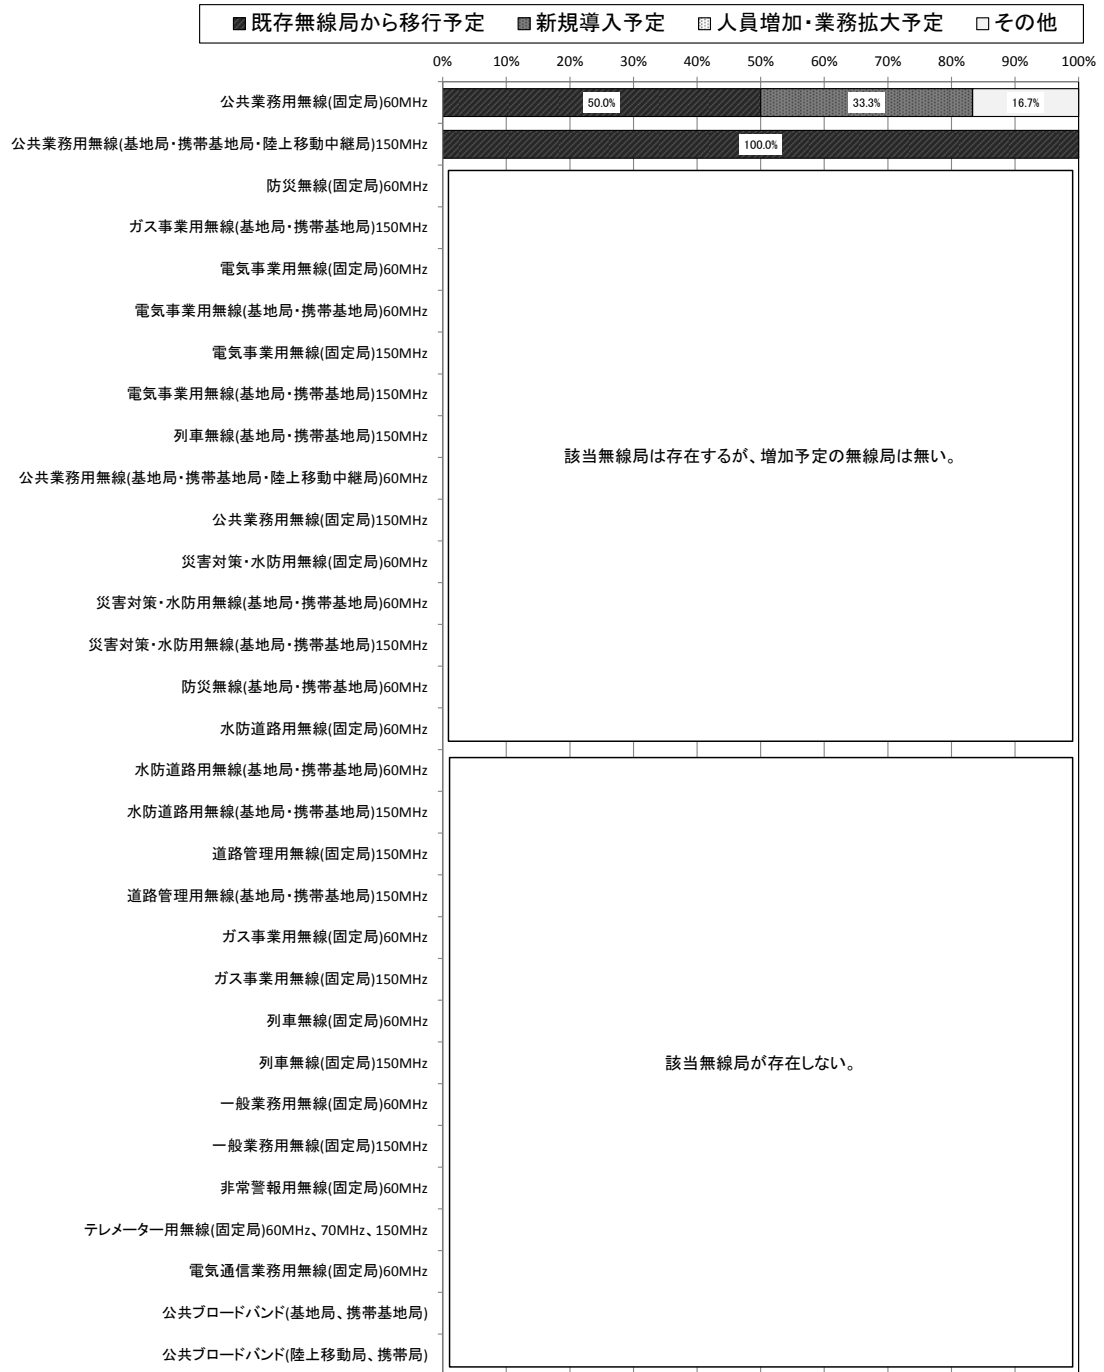 既存無線局から移行予定 新規導入予定 人員増加・業務拡大予定 その他
0% 10% 20% 30% 40% 50% 60% 70% 80% 90% 100%
公共業務用無線(固定局)60MHz 50.0% 33.3% 16.7%
公共業務用無線(基地局・携帯基地局・陸上移動中継局)150MHz 100.0%
防災無線(固定局)60MHz
ガス事業用無線(基地局・携帯基地局)150MHz
電気事業用無線(固定局)60MHz
電気事業用無線(基地局・携帯基地局)60MHz
電気事業用無線(固定局)150MHz
電気事業用無線(基地局・携帯基地局)150MHz
列車無線(基地局・携帯基地局)150MHz
該当無線局は存在するが、増加予定の無線局は無い。
公共業務用無線(基地局・携帯基地局・陸上移動中継局)60MHz
公共業務用無線(固定局)150MHz
災害対策・水防用無線(固定局)60MHz
災害対策・水防用無線(基地局・携帯基地局)60MHz
災害対策・水防用無線(基地局・携帯基地局)150MHz
防災無線(基地局・携帯基地局)60MHz
水防道路用無線(固定局)60MHz
水防道路用無線(基地局・携帯基地局)60MHz
水防道路用無線(基地局・携帯基地局)150MHz
道路管理用無線(固定局)150MHz
道路管理用無線(基地局・携帯基地局)150MHz
ガス事業用無線(固定局)60MHz
ガス事業用無線(固定局)150MHz
列車無線(固定局)60MHz
列車無線(固定局)150MHz 該当無線局が存在しない。
一般業務用無線(固定局)60MHz
一般業務用無線(固定局)150MHz
非常警報用無線(固定局)60MHz
テレメーター用無線(固定局)60MHz、70MHz、150MHz
電気通信業務用無線(固定局)60MHz
公共ブロードバンド(基地局、携帯基地局)
公共ブロードバンド(陸上移動局、携帯局)